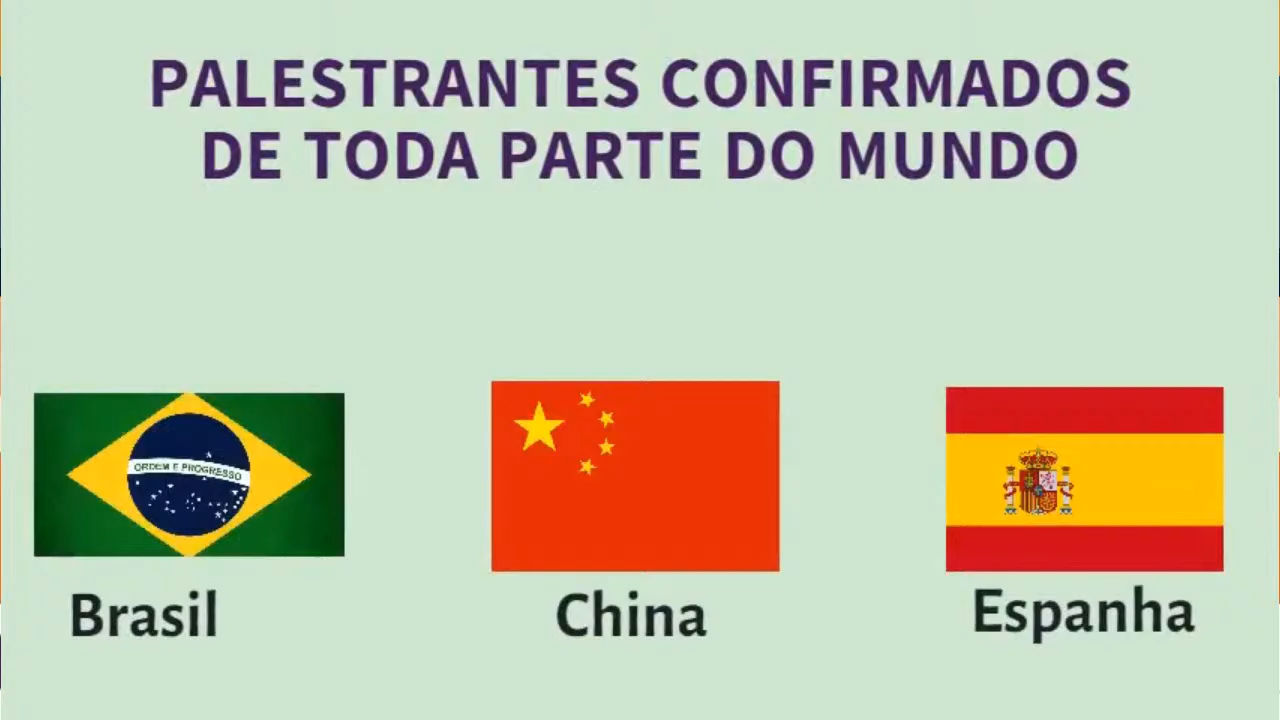 PALESTRANTES CONFIRMADOS
DE TODA PARTE DO MUNDO
ORDEM E PROGRESSO
Brasil
China
Espanha